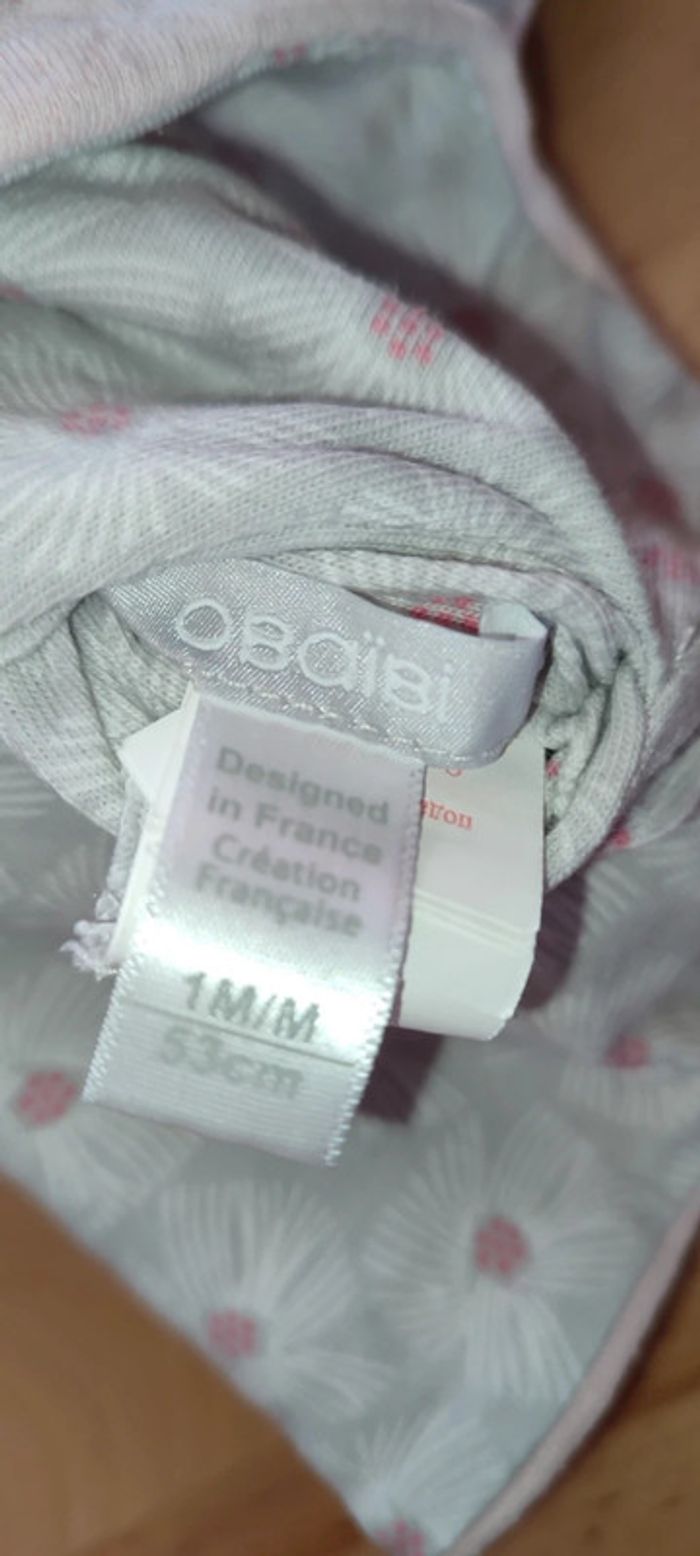 OBaïBi
Designed
in France
Création
Française
1M/M
53cm